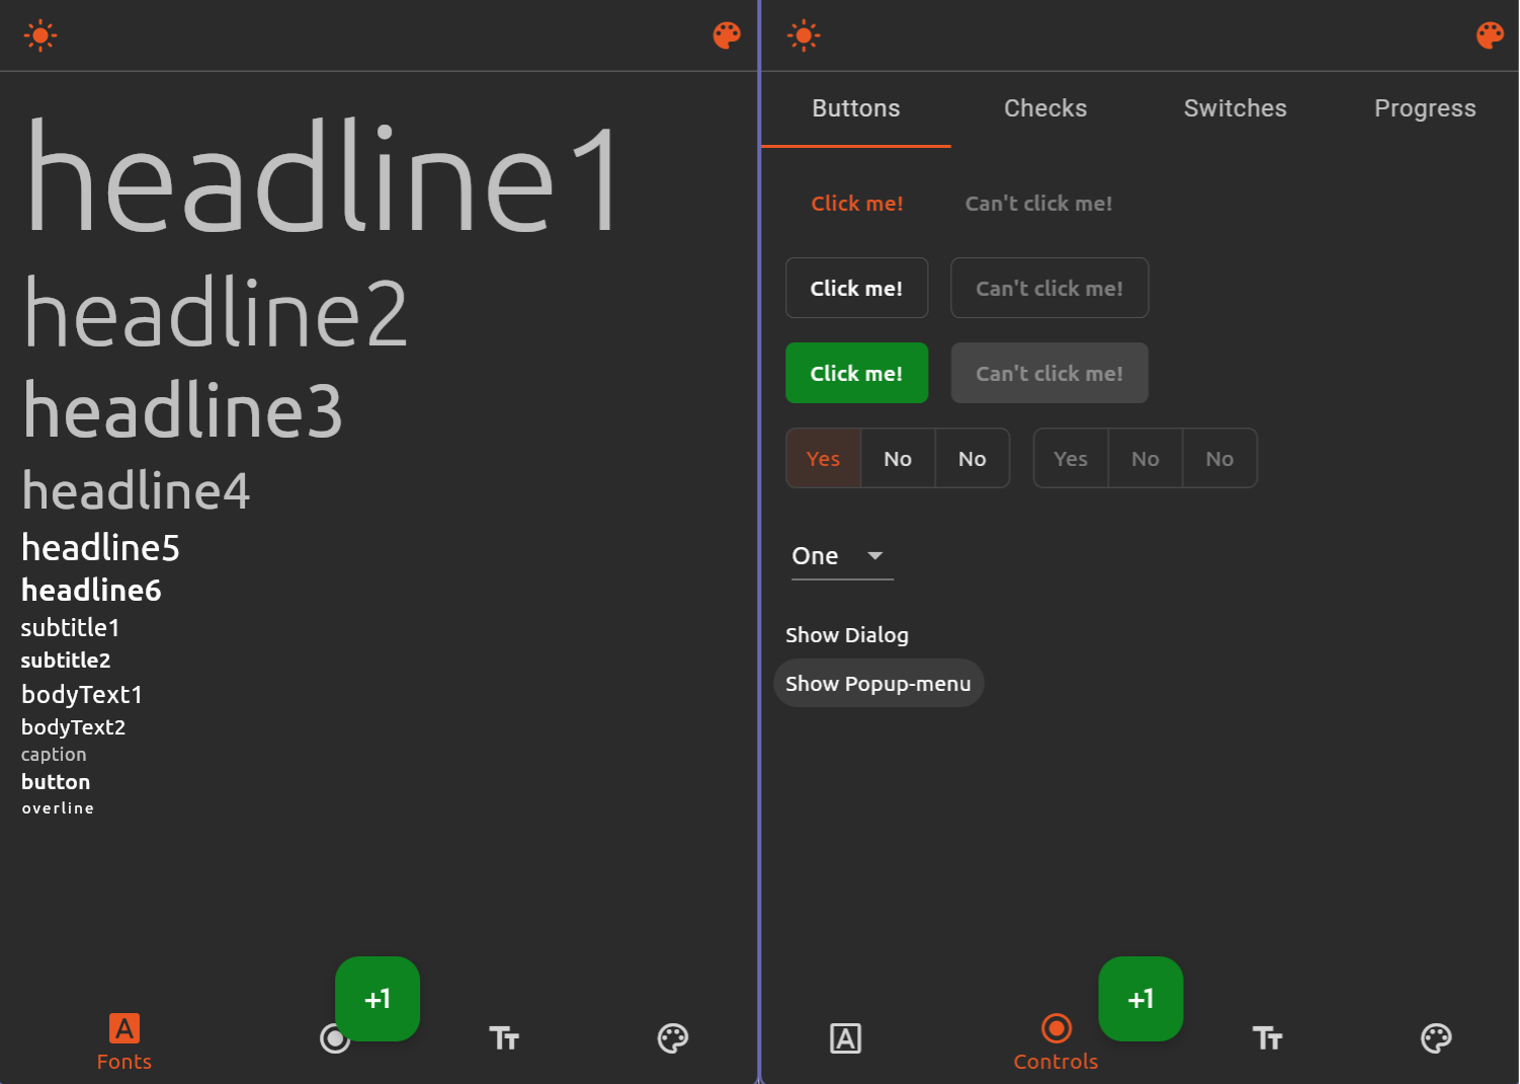 headline1
headline2
headline3
headline4
headline5
headline6
subtitle1
subtitle2
bodyText1
bodyText2
caption
button
overline
+1
A
Tт
Fonts
Buttons Checks Switches Progress
Click me! Can't click me!
Click me! Can't click me!
Click me! Can't click me!
Yes No No Yes No No
One
Show Dialog
Show Popup-menu
+1
A
Tт
Controls